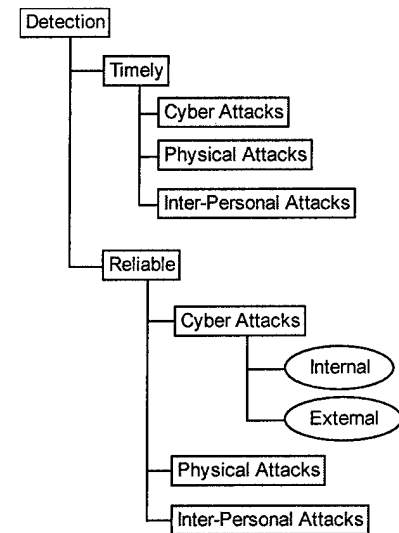 Detection
Timely
Cyber Attacks
Physical Attacks
Inter-Personal Attacks
Reliable
Cyber Attacks
Internal
External
Physical Attacks
Inter-Personal Attacks